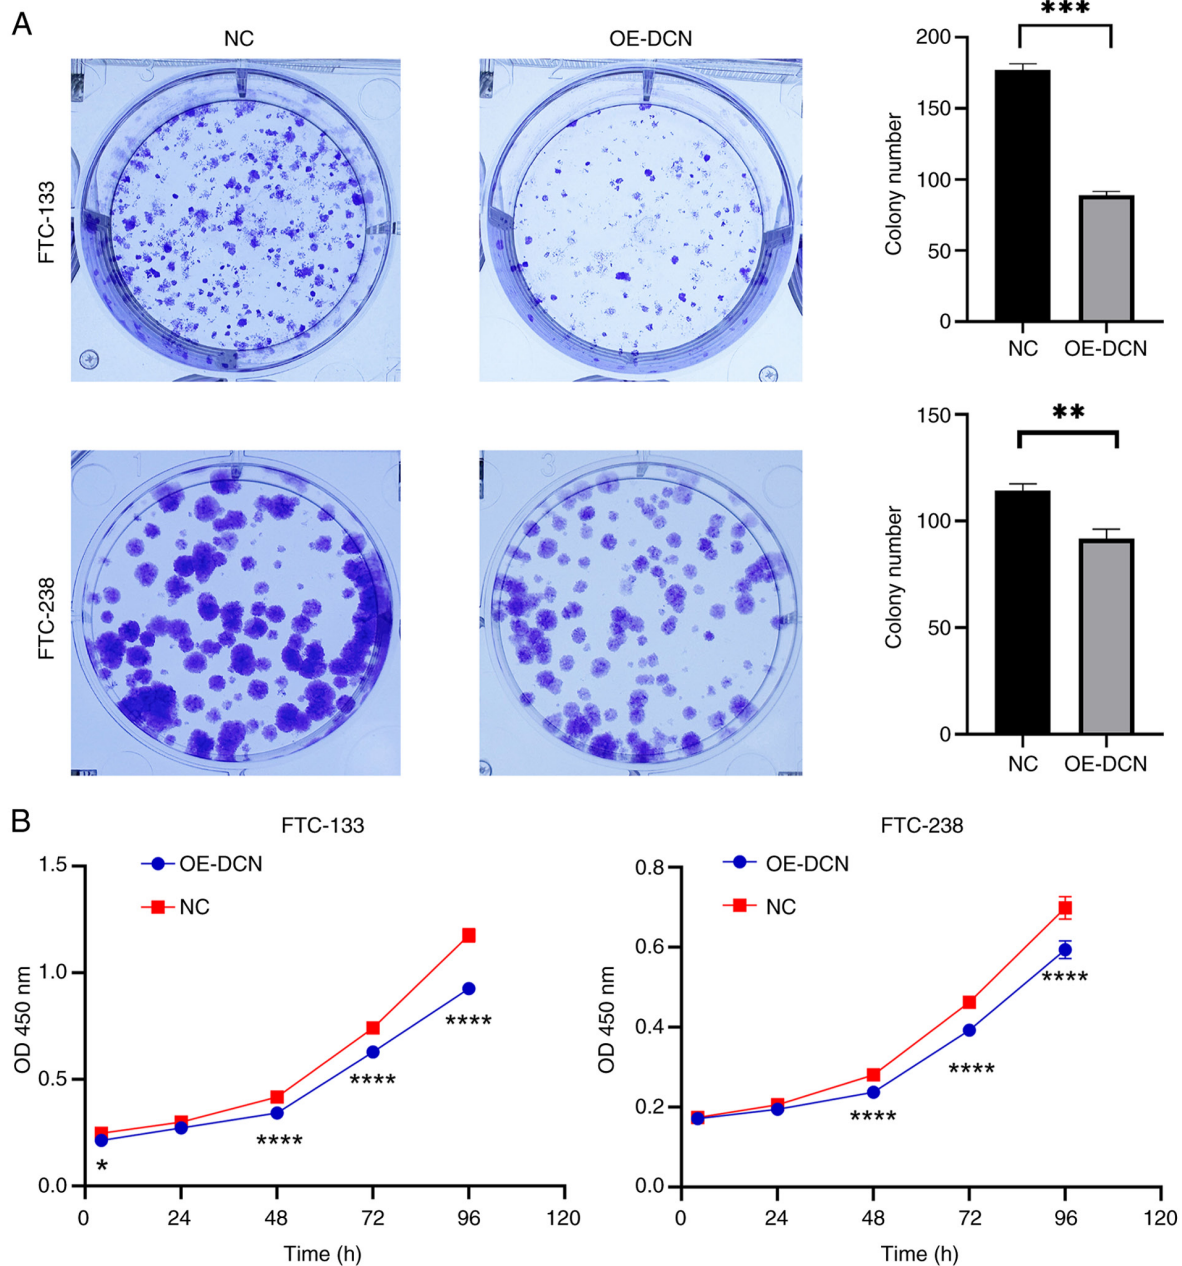 A
NC
OE-DCN
FTC-133
***
200
150
100
50
0
Colony number
NC
OE-DCN
FTC-238
**
150
100
50
0
Colony number
NC
OE-DCN
B
FTC-133
OE-DCN
NC
1.5
1.0
0.5
0.0
OD 450 nm
*
****
****
****
0 24 48 72 96 120
Time (h)
FTC-238
OE-DCN
NC
0.8
0.6
0.4
0.2
0.0
OD 450 nm
****
****
****
0 24 48 72 96 120
Time (h)